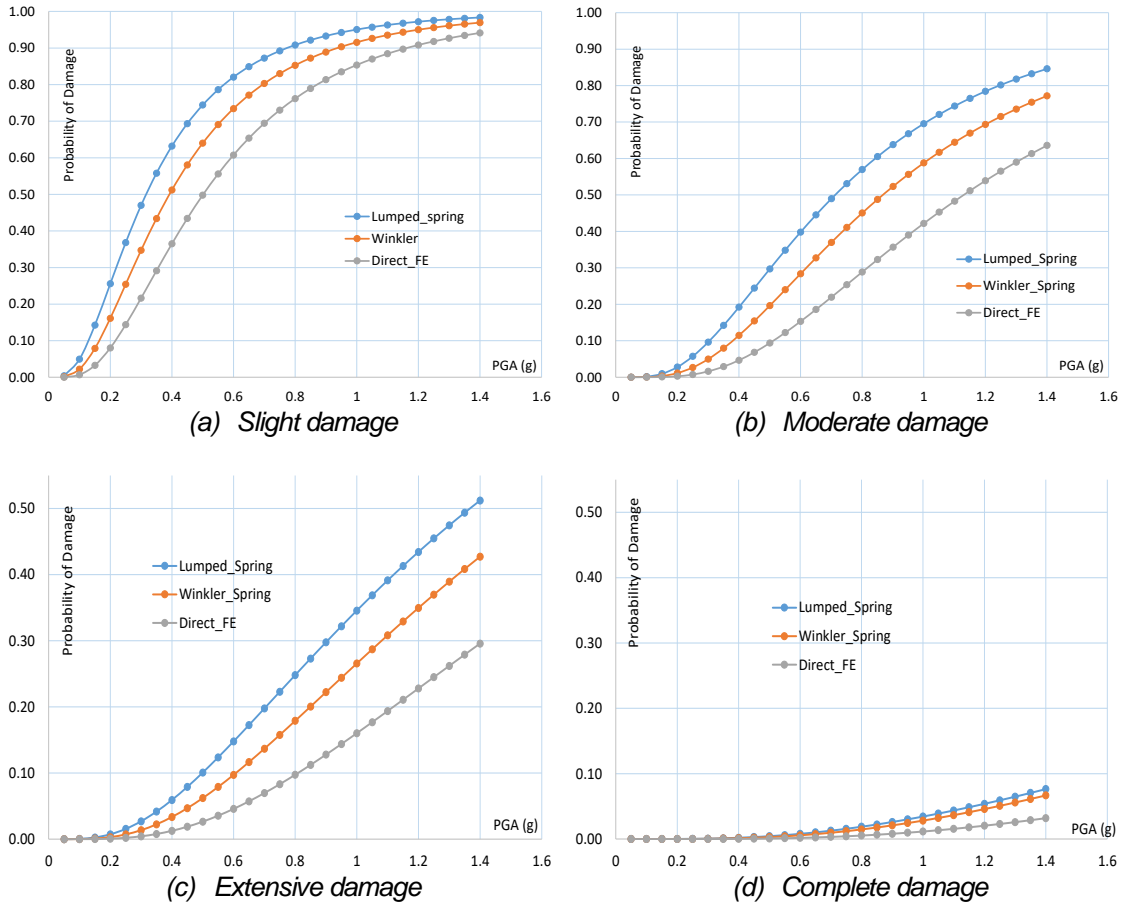 1.00
0.90
0.80
0.70
0.60
0.50
0.40
0.30
0.20
0.10
0.00
Probability of Damage
Lumped_spring
Winkler
Direct_FE
PGA (g)
0 0.2 0.4 0.6 0.8 1 1.2 1.4 1.6
(a) Slight damage
1.00
0.90
0.80
0.70
0.60
0.50
0.40
0.30
0.20
0.10
0.00
Probability of Damage
Lumped_Spring
Winkler_Spring
Direct_FE
PGA (g)
0 0.2 0.4 0.6 0.8 1 1.2 1.4 1.6
(b) Moderate damage
0.50
0.40
0.30
0.20
0.10
0.00
Probability of Damage
Lumped_Spring
Winkler_Spring
Direct_FE
PGA (g)
0 0.2 0.4 0.6 0.8 1 1.2 1.4 1.6
(c) Extensive damage
0.50
0.40
0.30
0.20
0.10
0.00
Probability of Damage
Lumped_Spring
Winkler_Spring
Direct_FE
PGA (g)
0 0.2 0.4 0.6 0.8 1 1.2 1.4 1.6
(d) Complete damage